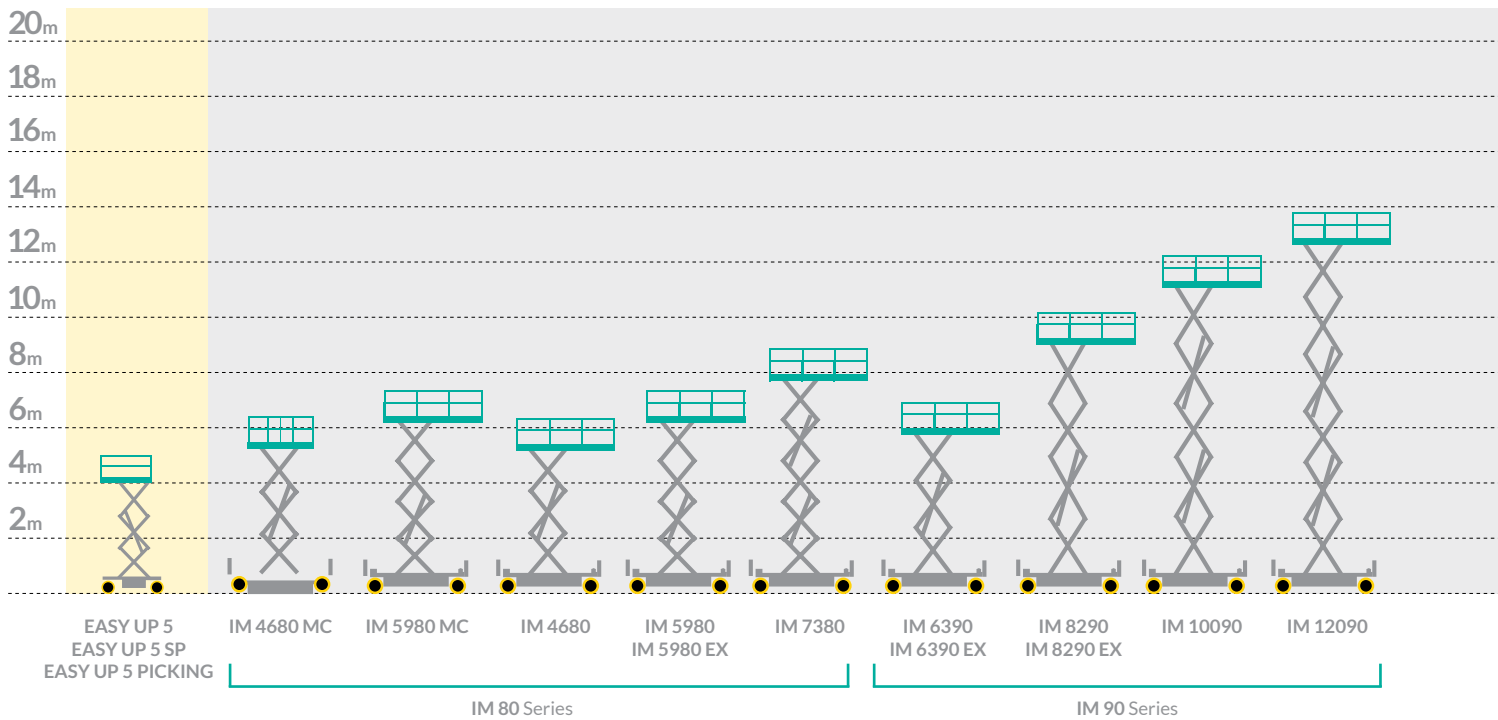 20m
18m
16m
14m
12m
10m
8m
6m
4m
2m
EASY UP 5
EASY UP 5 SP
EASY UP 5 PICKING
IM 4680 MC
IM 5980 MC
IM 4680
IM 5980
IM 5980 EX
IM 7380
IM 6390
IM 6390 EX
IM 8290
IM 8290 EX
IM 10090
IM 12090
IM 80 Series
IM 90 Series